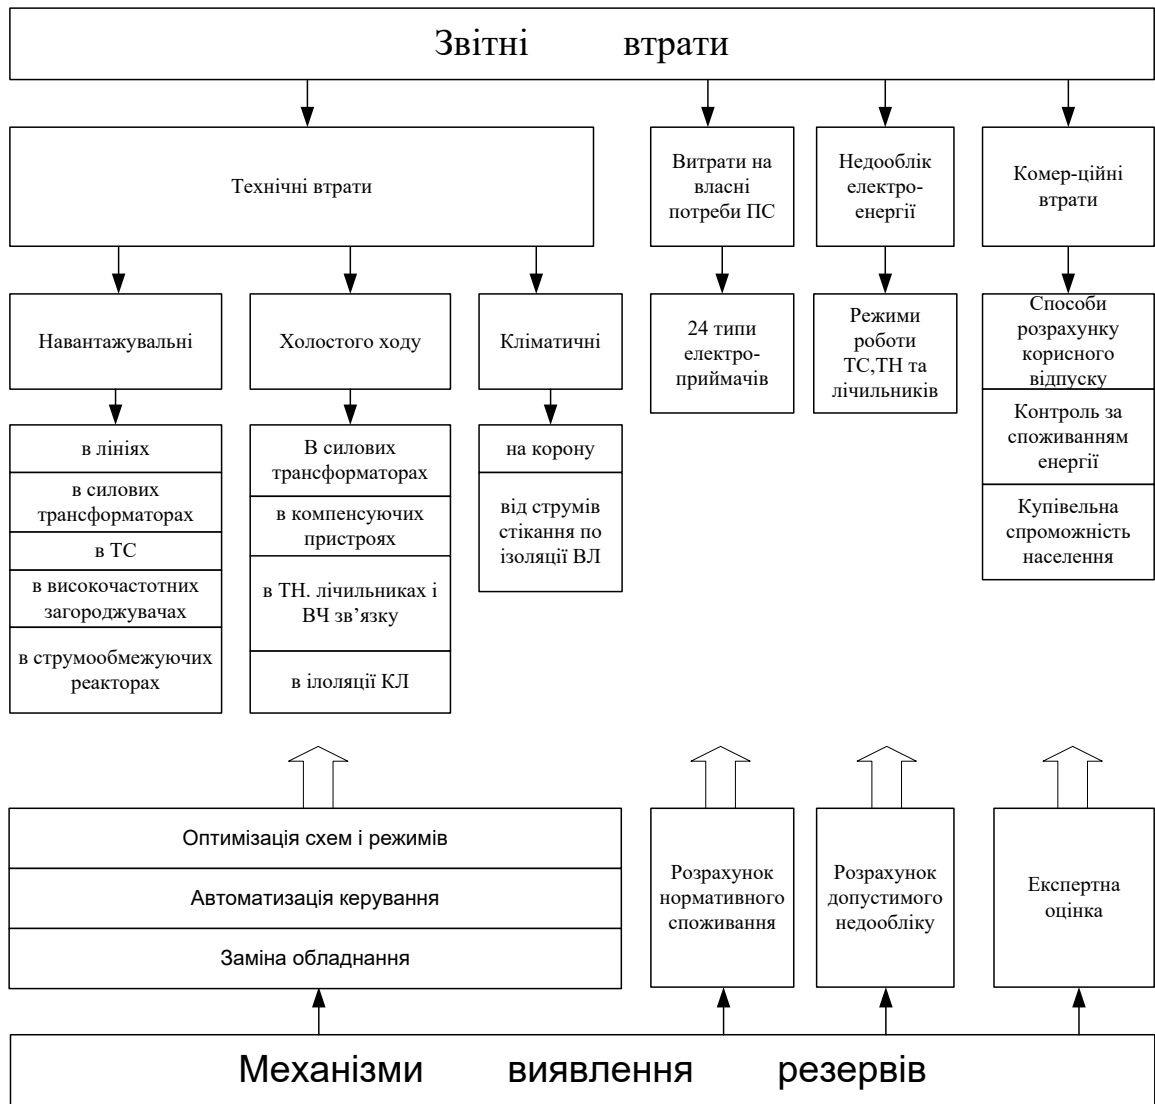 Звітні втрати
Технічні втрати
Витрати на
власні
потреби ПС
Недооблік
електро-
енергії
Комер-ційні
втрати
Навантажувальні
Холостого ходу
Кліматичні
24 типи
електро-
приймачів
Режими
роботи
ТС,ТН та
лічильників
Способи
розрахунку
корисного
відпуску
Контроль за
споживанням
енергії
Купівельна
спроможність
населення
в лініях
в силових
трансформаторах
в ТС
в високочастотних
загороджувачах
в струмообмежуючих
реакторах
В силових
трансформаторах
в компенсуючих
пристроях
в ТН. лічильниках і
ВЧ зв’язку
в ілоляції КЛ
на корону
від струмів
стікання по
ізоляції ВЛ
Оптимізація схем і режимів
Автоматизація керування
Заміна обладнання
Розрахунок
нормативного
споживання
Розрахунок
допустимого
недообліку
Експертна
оцінка
Механізми виявлення резервів